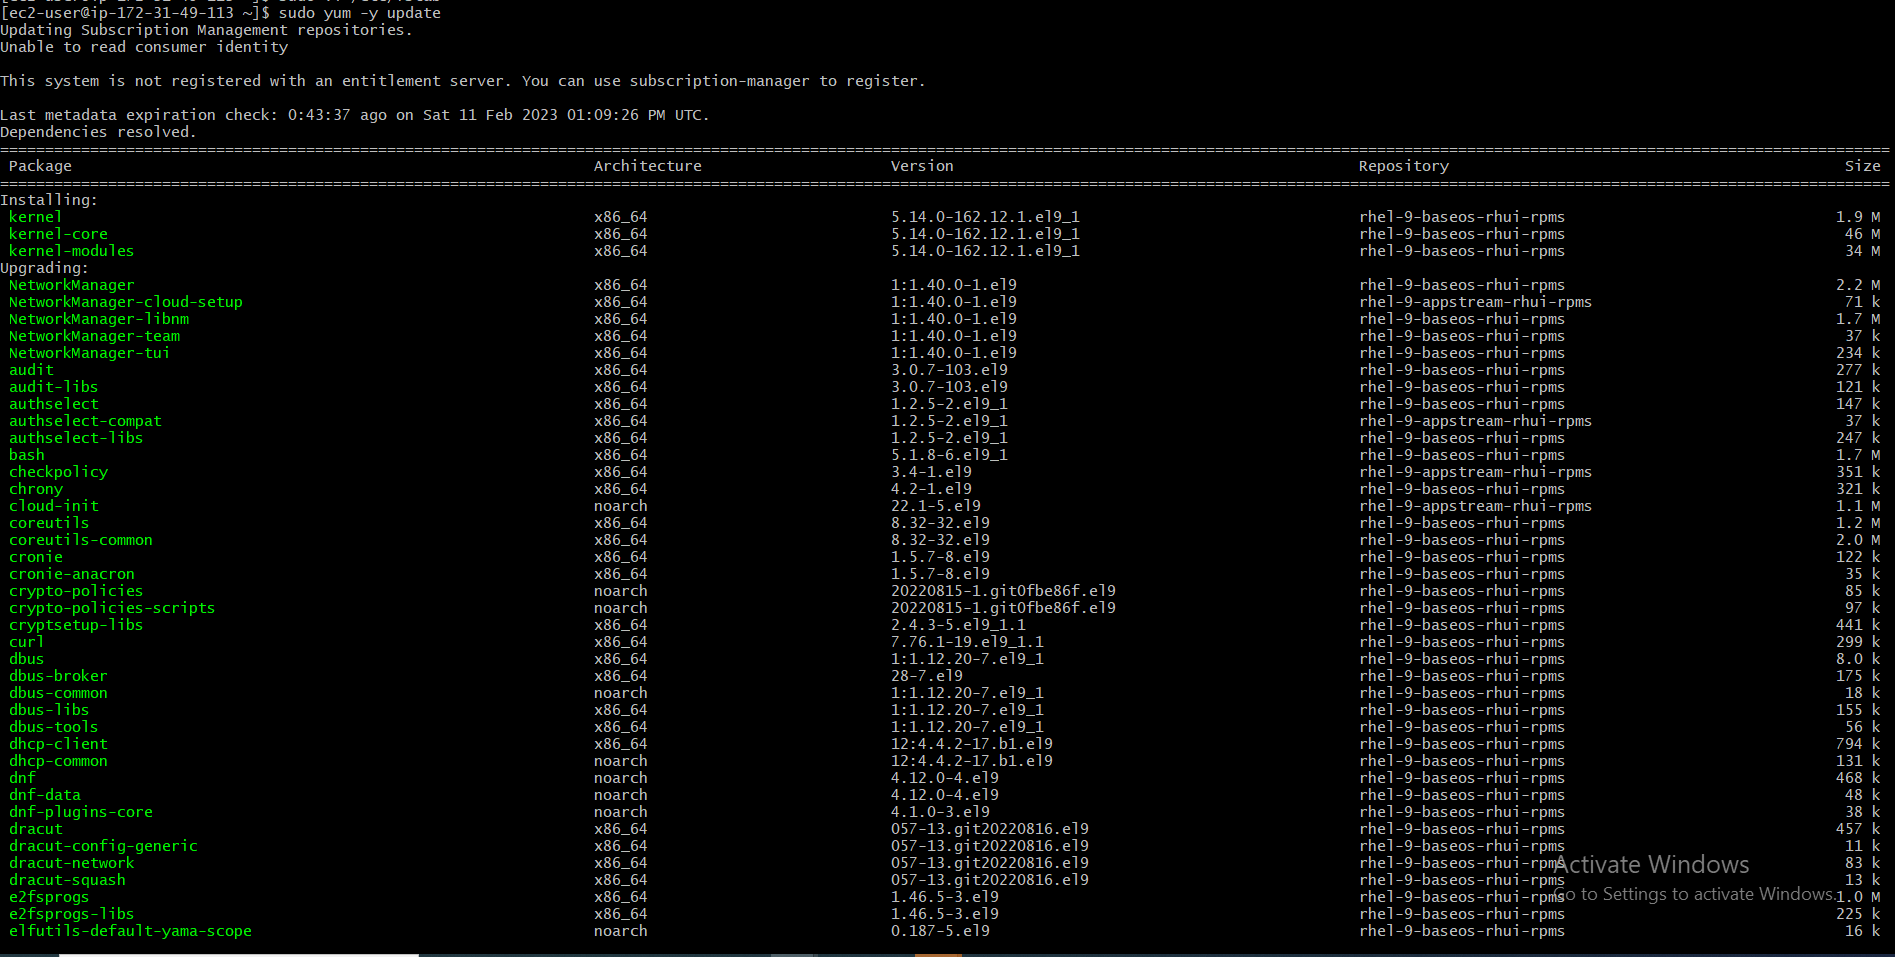 [ec2-user@ip-172-31-49-113 ~]$ sudo yum -y update
Updating Subscription Management repositories.
Unable to read consumer identity
This system is not registered with an entitlement server. You can use subscription-manager to register.
Last metadata expiration check: 0:43:37 ago on Sat 11 Feb 2023 01:09:26 PM UTC.
Dependencies resolved.
Package Architecture Version Repository Size
Installing:
kernel x86_64 5.14.0-162.12.1.el9_1 rhel-9-baseos-rhui-rpms 1.9 M
kernel-core x86_64 5.14.0-162.12.1.el9_1 rhel-9-baseos-rhui-rpms 46 M
kernel-modules x86_64 5.14.0-162.12.1.el9_1 rhel-9-baseos-rhui-rpms 34 M
Upgrading:
NetworkManager x86_64 1:1.40.0-1.el9 rhel-9-baseos-rhui-rpms 2.2 M
NetworkManager-cloud-setup x86_64 1:1.40.0-1.el9 rhel-9-appstream-rhui-rpms 71 k
NetworkManager-libnm x86_64 1:1.40.0-1.el9 rhel-9-baseos-rhui-rpms 1.7 M
NetworkManager-team x86_64 1:1.40.0-1.el9 rhel-9-baseos-rhui-rpms 37 k
NetworkManager-tui x86_64 1:1.40.0-1.el9 rhel-9-baseos-rhui-rpms 234 k
audit x86_64 3.0.7-103.el9 rhel-9-baseos-rhui-rpms 277 k
audit-libs x86_64 3.0.7-103.el9 rhel-9-baseos-rhui-rpms 121 k
authselect x86_64 1.2.5-2.el9_1 rhel-9-baseos-rhui-rpms 147 k
authselect-compat x86_64 1.2.5-2.el9_1 rhel-9-appstream-rhui-rpms 37 k
authselect-libs x86_64 1.2.5-2.el9_1 rhel-9-baseos-rhui-rpms 247 k
bash x86_64 5.1.8-6.el9_1 rhel-9-baseos-rhui-rpms 1.7 M
checkpolicy x86_64 3.4-1.el9 rhel-9-appstream-rhui-rpms 351 k
chrony x86_64 4.2-1.el9 rhel-9-baseos-rhui-rpms 321 k
cloud-init noarch 22.1-5.el9 rhel-9-appstream-rhui-rpms 1.1 M
coreutils x86_64 8.32-32.el9 rhel-9-baseos-rhui-rpms 1.2 M
coreutils-common x86_64 8.32-32.el9 rhel-9-baseos-rhui-rpms 2.0 M
cronie x86_64 1.5.7-8.el9 rhel-9-baseos-rhui-rpms 122 k
cronie-anacron x86_64 1.5.7-8.el9 rhel-9-baseos-rhui-rpms 35 k
crypto-policies noarch 20220815-1.git0fbe86f.el9 rhel-9-baseos-rhui-rpms 85 k
crypto-policies-scripts noarch 20220815-1.git0fbe86f.el9 rhel-9-baseos-rhui-rpms 97 k
cryptsetup-libs x86_64 2.4.3-5.el9_1.1 rhel-9-baseos-rhui-rpms 441 k
curl x86_64 7.76.1-19.el9_1.1 rhel-9-baseos-rhui-rpms 299 k
dbus x86_64 1:1.12.20-7.el9_1 rhel-9-baseos-rhui-rpms 8.0 k
dbus-broker x86_64 28-7.el9 rhel-9-baseos-rhui-rpms 175 k
dbus-common noarch 1:1.12.20-7.el9_1 rhel-9-baseos-rhui-rpms 18 k
dbus-libs x86_64 1:1.12.20-7.el9_1 rhel-9-baseos-rhui-rpms 155 k
dbus-tools x86_64 1:1.12.20-7.el9_1 rhel-9-baseos-rhui-rpms 56 k
dhcp-client x86_64 12:4.4.2-17.b1.el9 rhel-9-baseos-rhui-rpms 794 k
dhcp-common noarch 12:4.4.2-17.b1.el9 rhel-9-baseos-rhui-rpms 131 k
dnf noarch 4.12.0-4.el9 rhel-9-baseos-rhui-rpms 468 k
dnf-data noarch 4.12.0-4.el9 rhel-9-baseos-rhui-rpms 48 k
dnf-plugins-core noarch 4.1.0-3.el9 rhel-9-baseos-rhui-rpms 38 k
dracut x86_64 057-13.git20220816.el9 rhel-9-baseos-rhui-rpms 457 k
dracut-config-generic x86_64 057-13.git20220816.el9 rhel-9-baseos-rhui-rpms 11 k
dracut-network x86_64 057-13.git20220816.el9 rhel-9-baseos-rhui-rpms 83 k
dracut-squash x86_64 057-13.git20220816.el9 rhel-9-baseos-rhui-rpms 13 k
e2fsprogs x86_64 1.46.5-3.el9 rhel-9-baseos-rhui-rpms 1.0 M
e2fsprogs-libs x86_64 1.46.5-3.el9 rhel-9-baseos-rhui-rpms 225 k
elfutils-default-yama-scope noarch 0.187-5.el9 rhel-9-baseos-rhui-rpms 16 k
Activate Windows
Go to Settings to activate Windows.